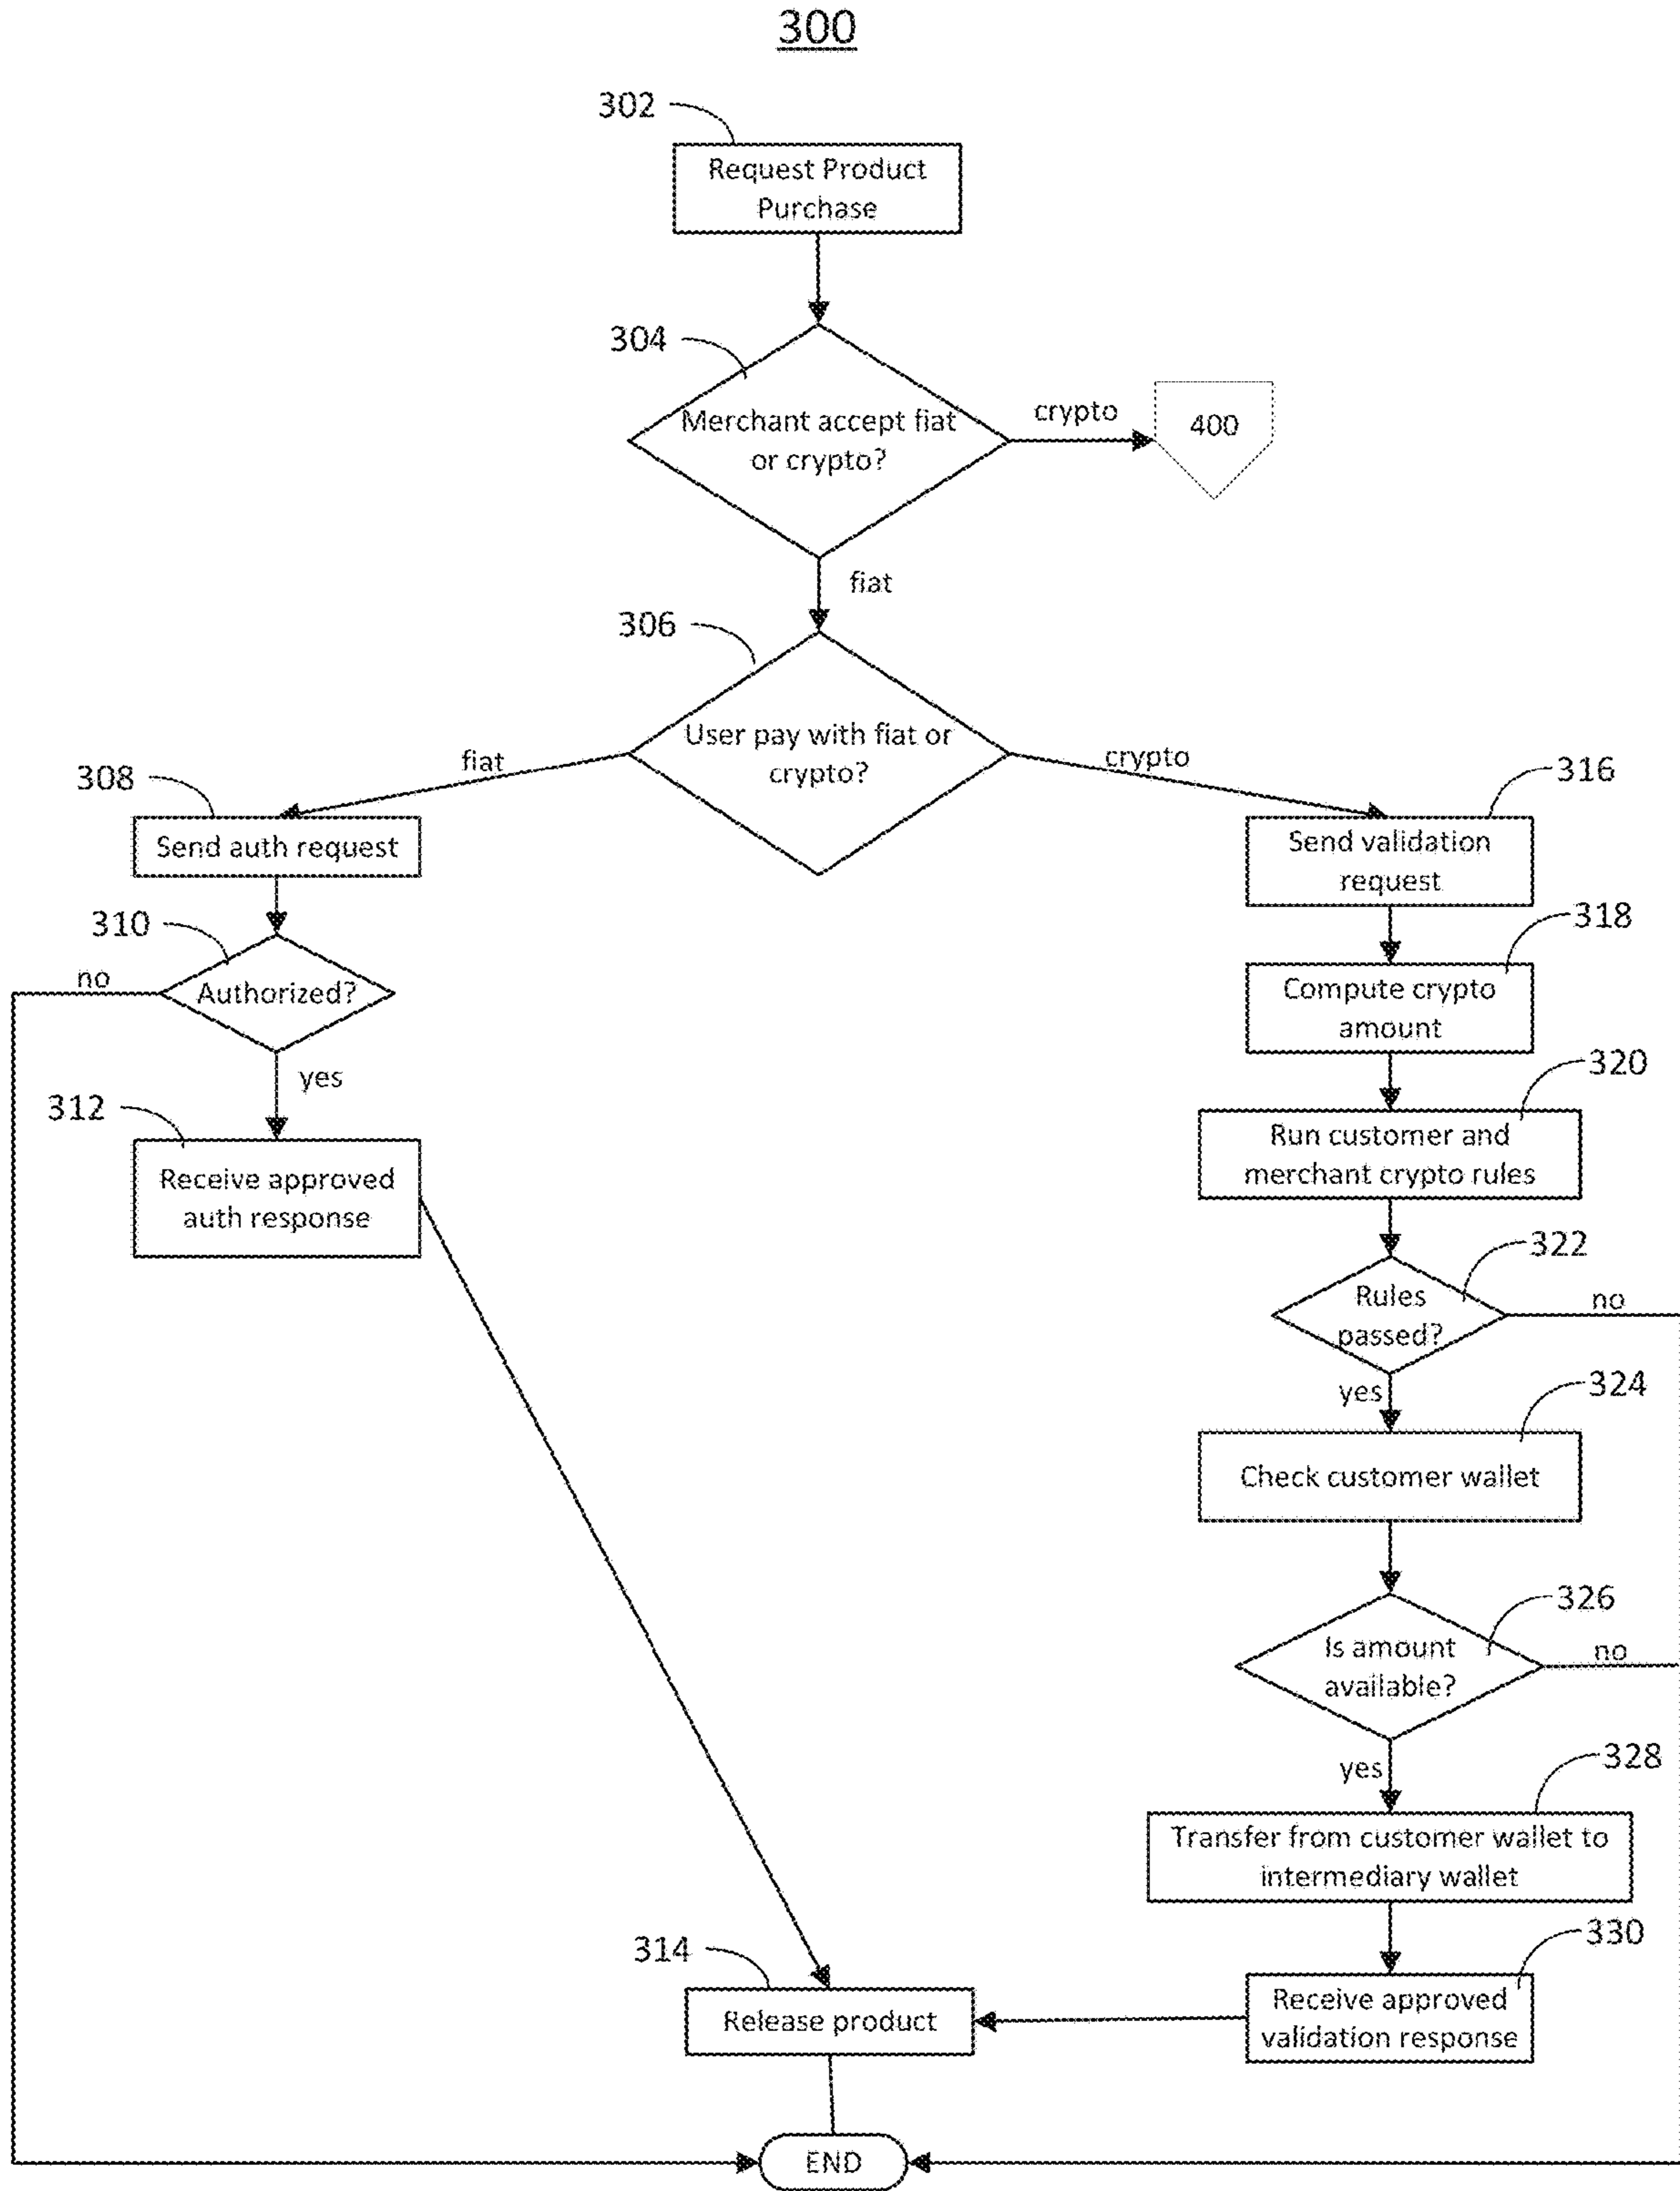 300
302
Request Product
Purchase
304
Merchant accept fiat
or crypto?
crypto
400
fiat
306
User pay with fiat or
crypto?
fiat
crypto
308
Send auth request
316
Send validation
request
310
Authorized?
no
yes
318
Compute crypto
amount
312
Receive approved
auth response
320
Run customer and
merchant crypto rules
322
Rules
passed?
no
yes
324
Check customer wallet
326
Is amount
available?
no
yes
328
Transfer from customer wallet to
intermediary wallet
314
Release product
330
Receive approved
validation response
END